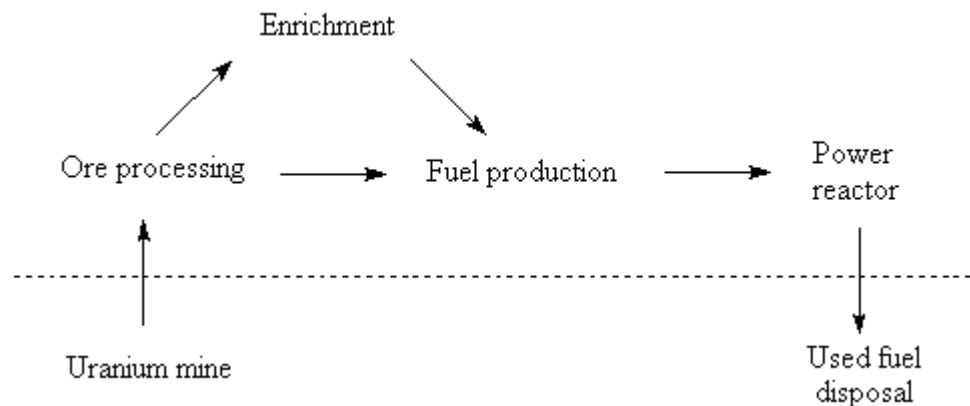 Enrichment
Ore processing
Fuel production
Power
reactor
Uranium mine
Used fuel
disposal